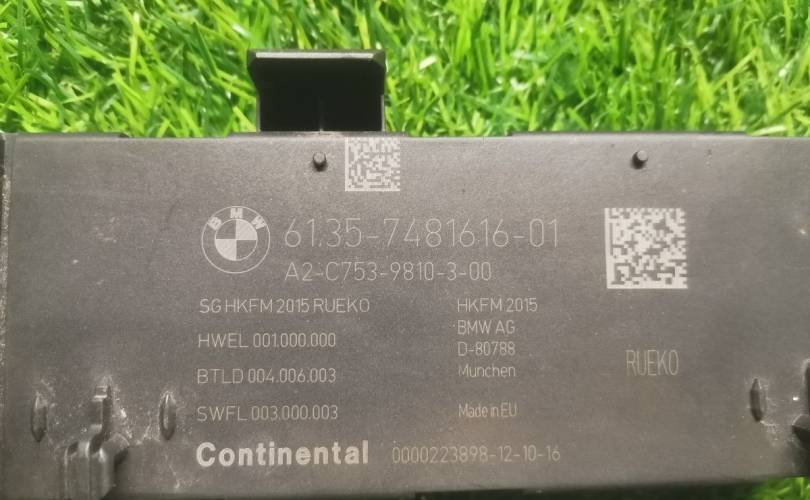 BMW
61.35-7481616-01
A2-C753-9810-3-00
SG HKFM 2015 RUEKO
HWEL 001.000.000
BTLD 004.006.003
SWFL 003.000.003
HKFM 2015
BMW AG
D-80788
Munchen
Made in EU
RUEKO
Continental 0000223898-12-10-16